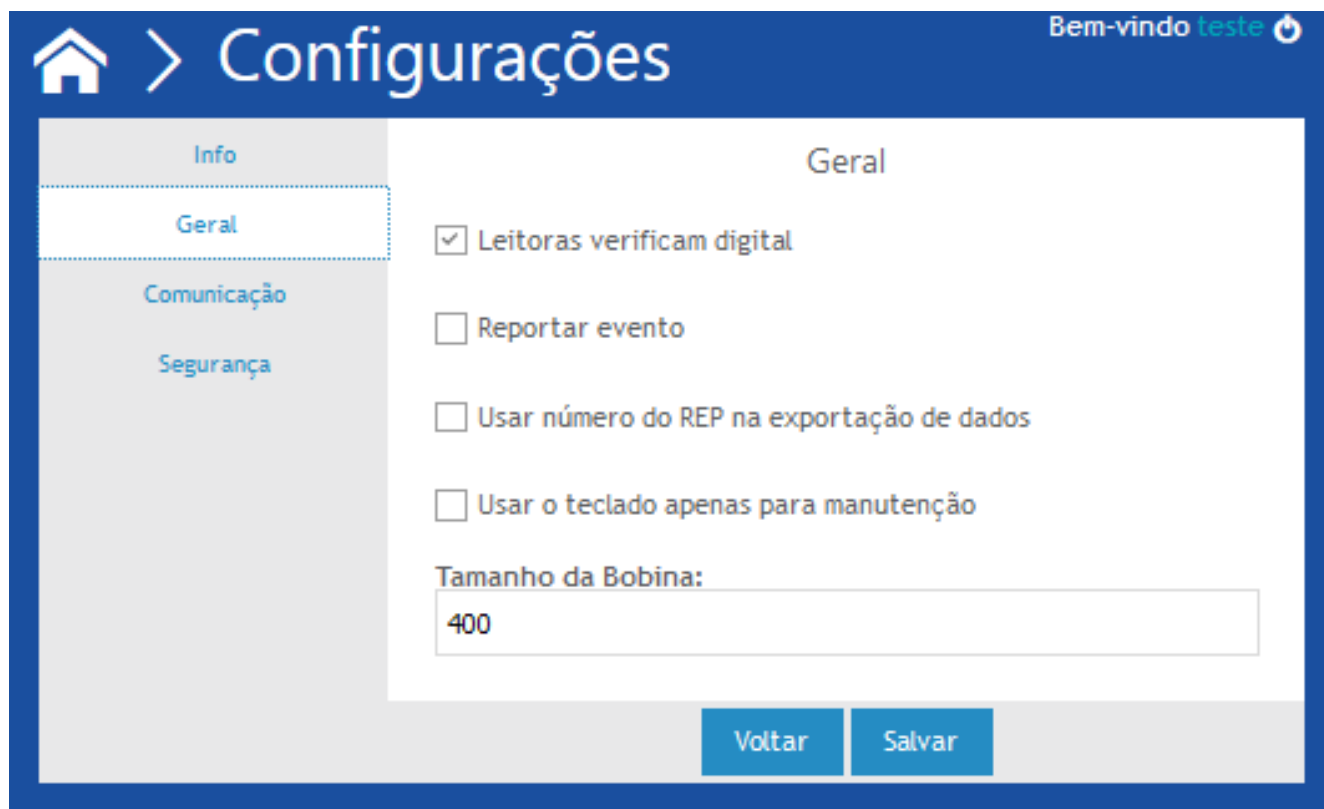 Configurações
Bem-vindo teste
Info
Geral
Comunicação
Segurança
Geral
Leitoras verificam digital
Reportar evento
Usar número do REP na exportação de dados
Usar o teclado apenas para manutenção
Tamanho da Bobina:
400
Voltar
Salvar